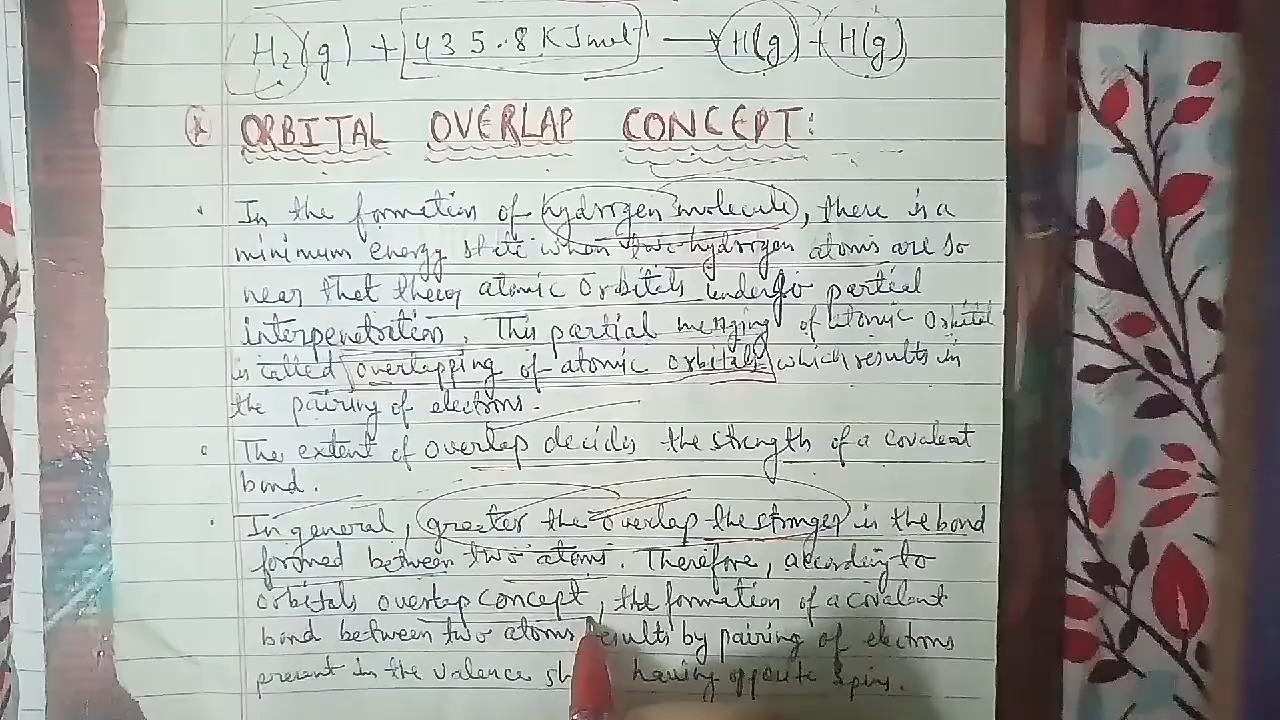 H₂(g) + 435.8 KJmol⁻¹ → H(g) + H(g)
ORBITAL OVERLAP CONCEPT:
In the formation of hydrogen molecule, there is a
minimum energy state when two hydrogen atoms are so
near that their atomic orbitals undergo partial
interpenetration. This partial merging of atomic orbital
is called overlapping of atomic orbitals which results in
the pairing of electrons.
The extent of overlap decides the strength of a covalent
bond.
In general, greater the overlap the stronger is the bond
formed between two atoms. Therefore, according to
orbitals overlap concept, the formation of a covalent
bond between two atoms results by pairing of electrons
present in the valence having opposite spins.